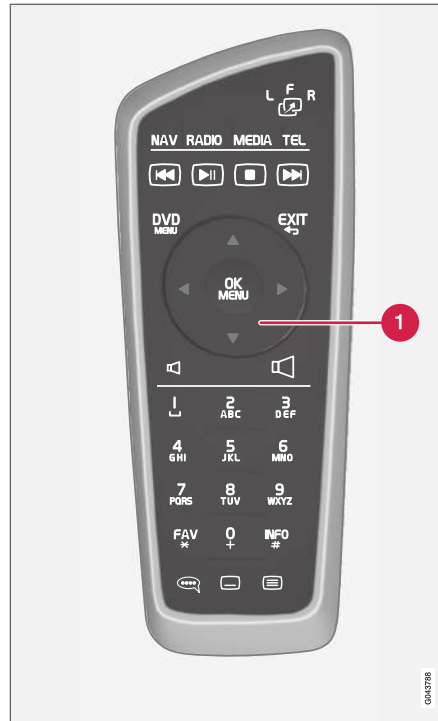 L F R
NAV RADIO MEDIA TEL
DVD EXIT
MENU
OK
MENU
1
1 2 3
ABC DEF
4 5 6
GHI JKL MNO
7 8 9
PQRS TUV WXYZ
FAV 0 INFO
* + #
G043788